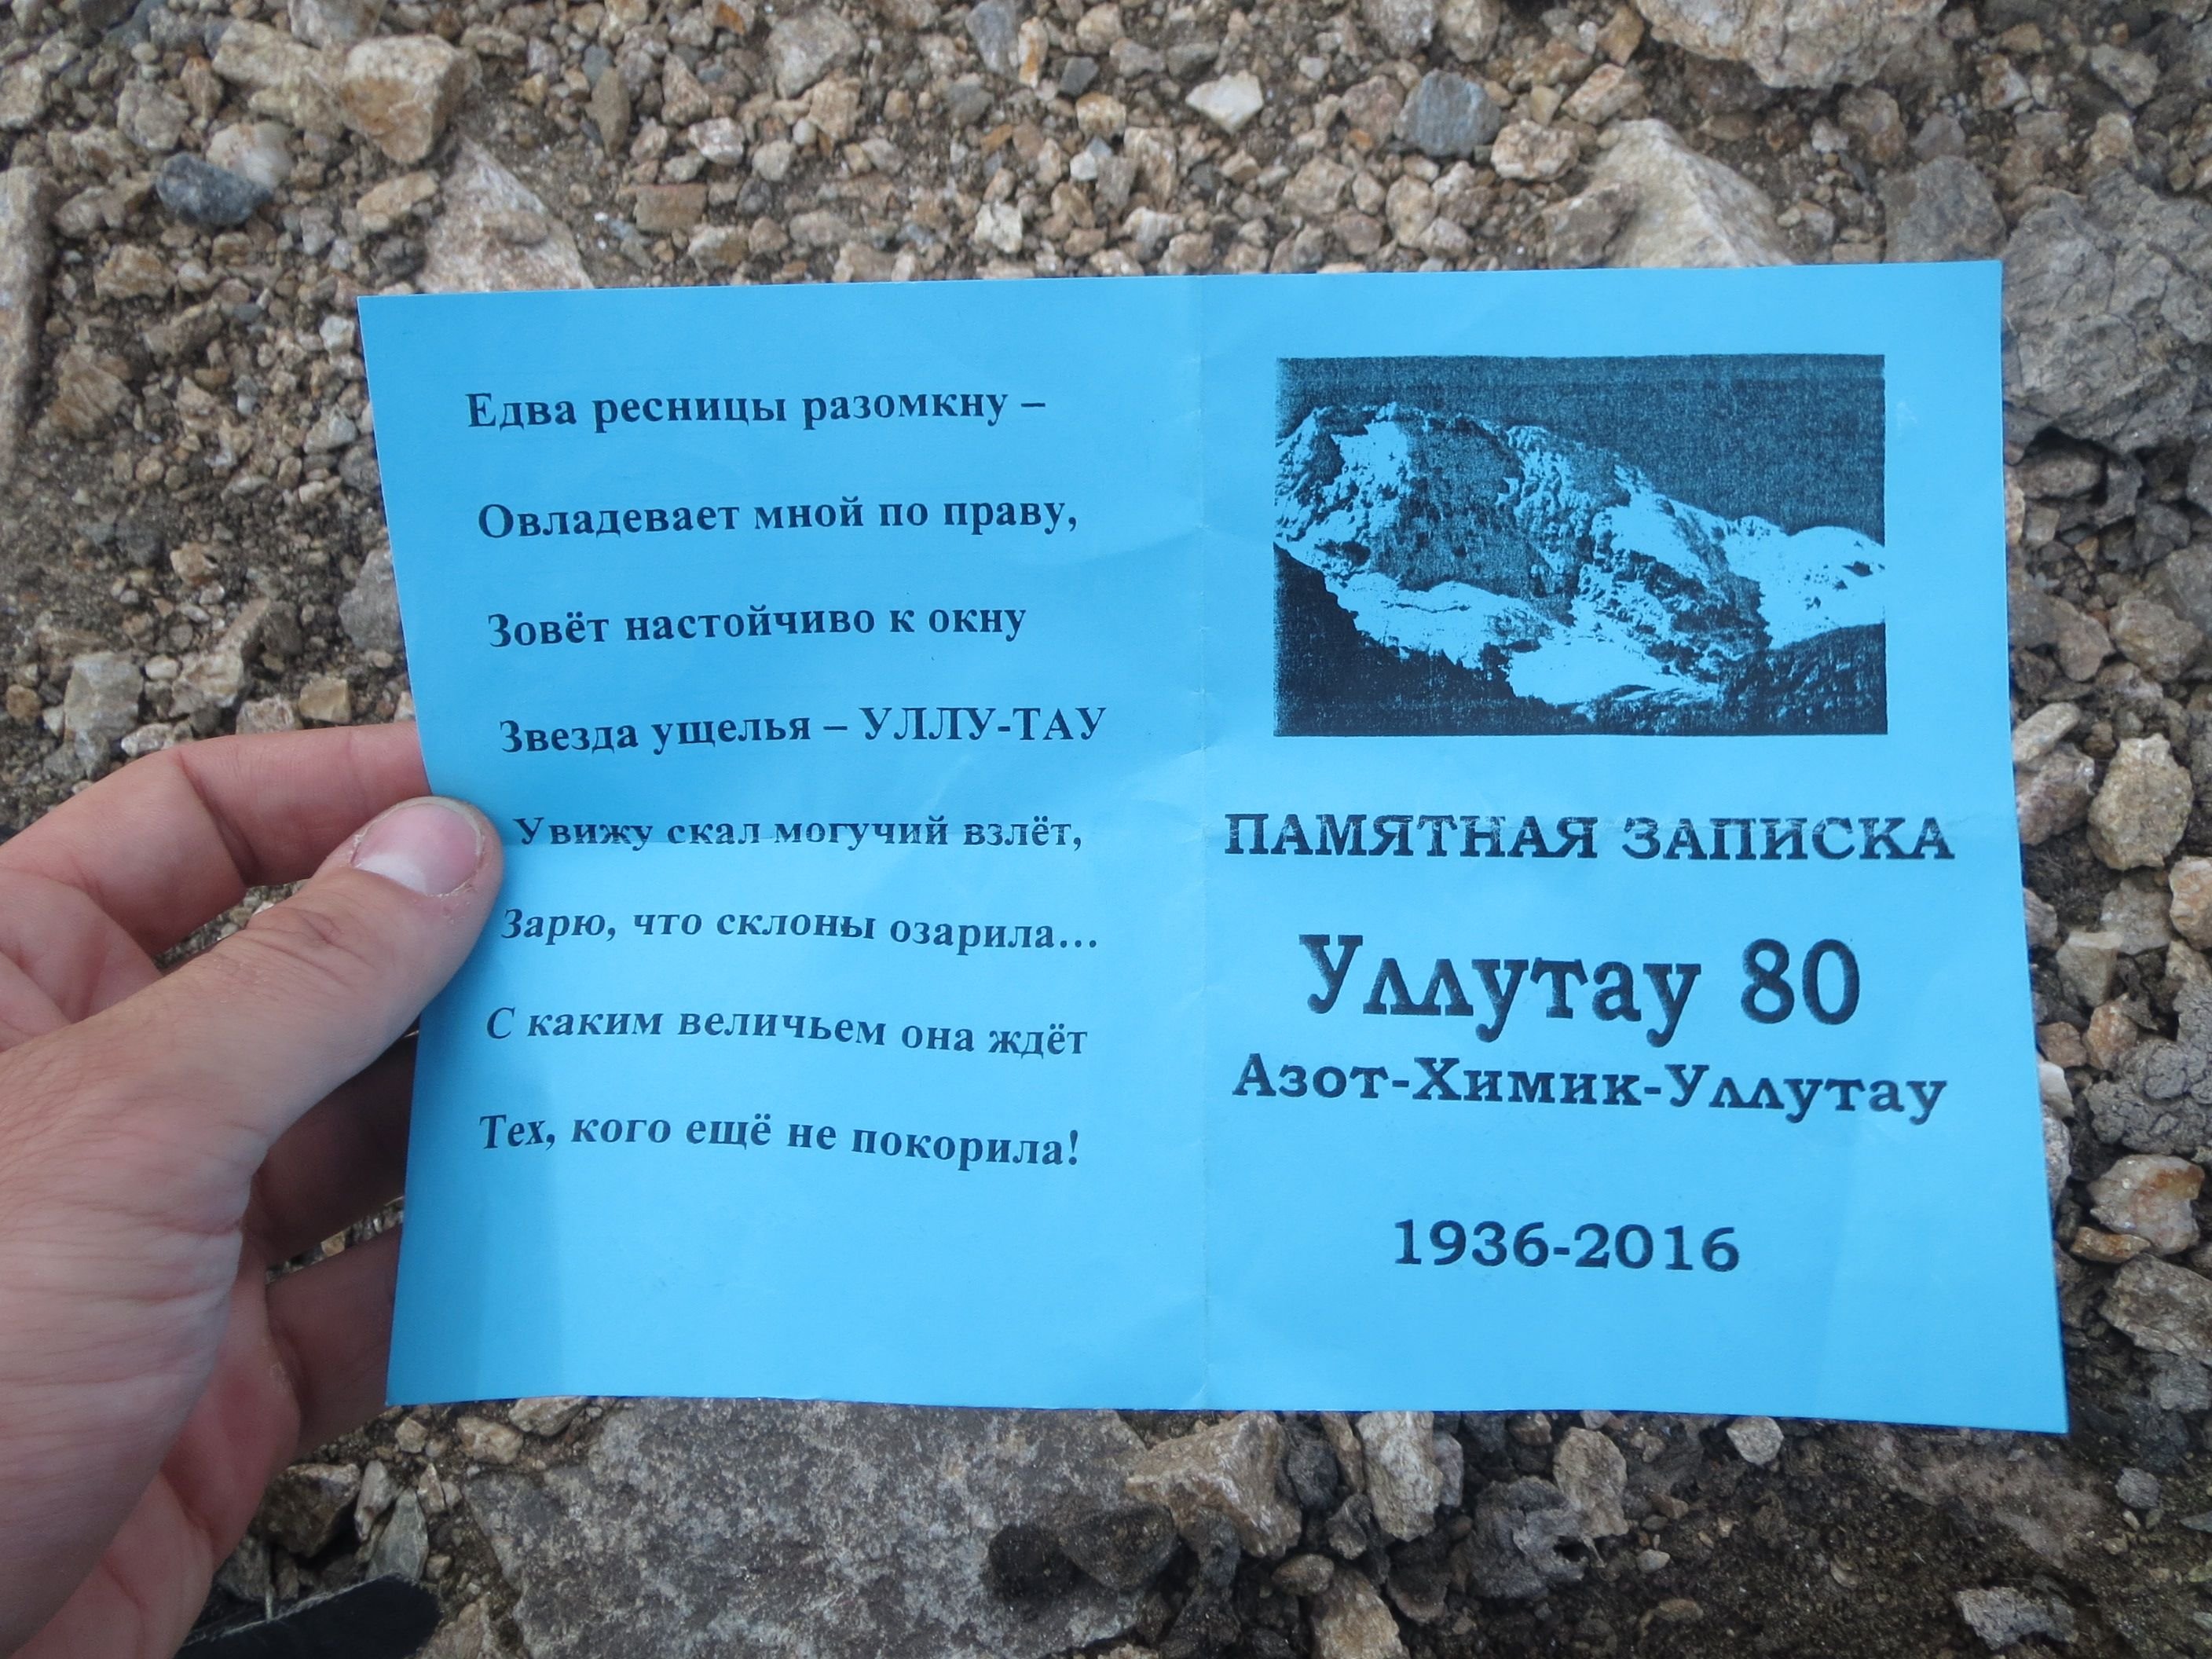 Едва ресницы разомкну –
Овладевает мной по праву,
Зовёт настойчиво к окну
Звезда ущелья – УЛЛУ-ТАУ
Увижу скал могучий взлёт,
Зарю, что склоны озарила...
С каким величьем она ждёт
Тех, кого ещё не покорила!
ПАМЯТНАЯ ЗАПИСКА
Уллутау 80
Азот-Химик-Уллутау
1936-2016